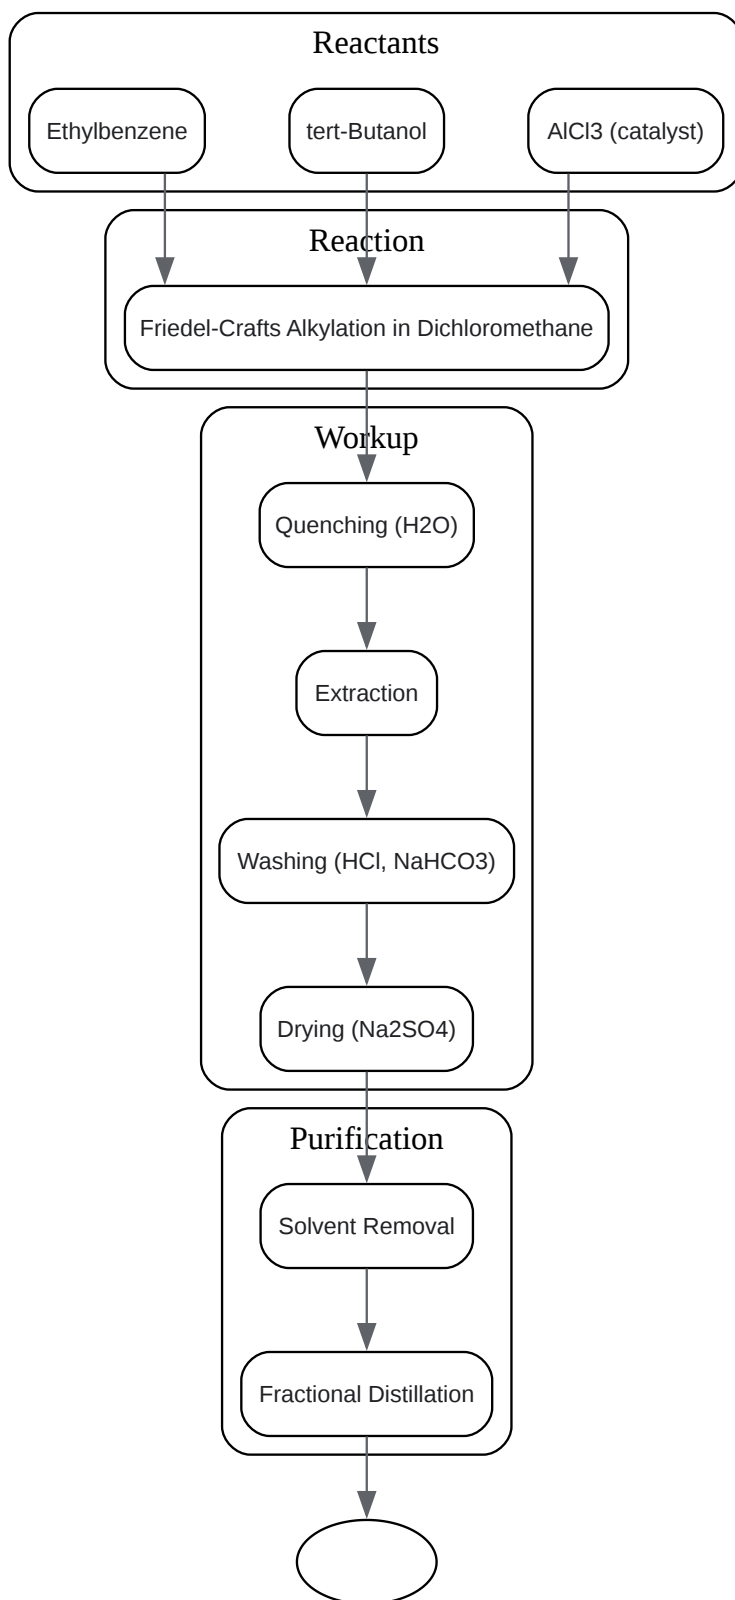 Reactants
Ethylbenzene
tert-Butanol
AlCl3 (catalyst)
Reaction
Friedel-Crafts Alkylation in Dichloromethane
Workup
Quenching (H2O)
Extraction
Washing (HCl, NaHCO3)
Drying (Na2SO4)
Purification
Solvent Removal
Fractional Distillation